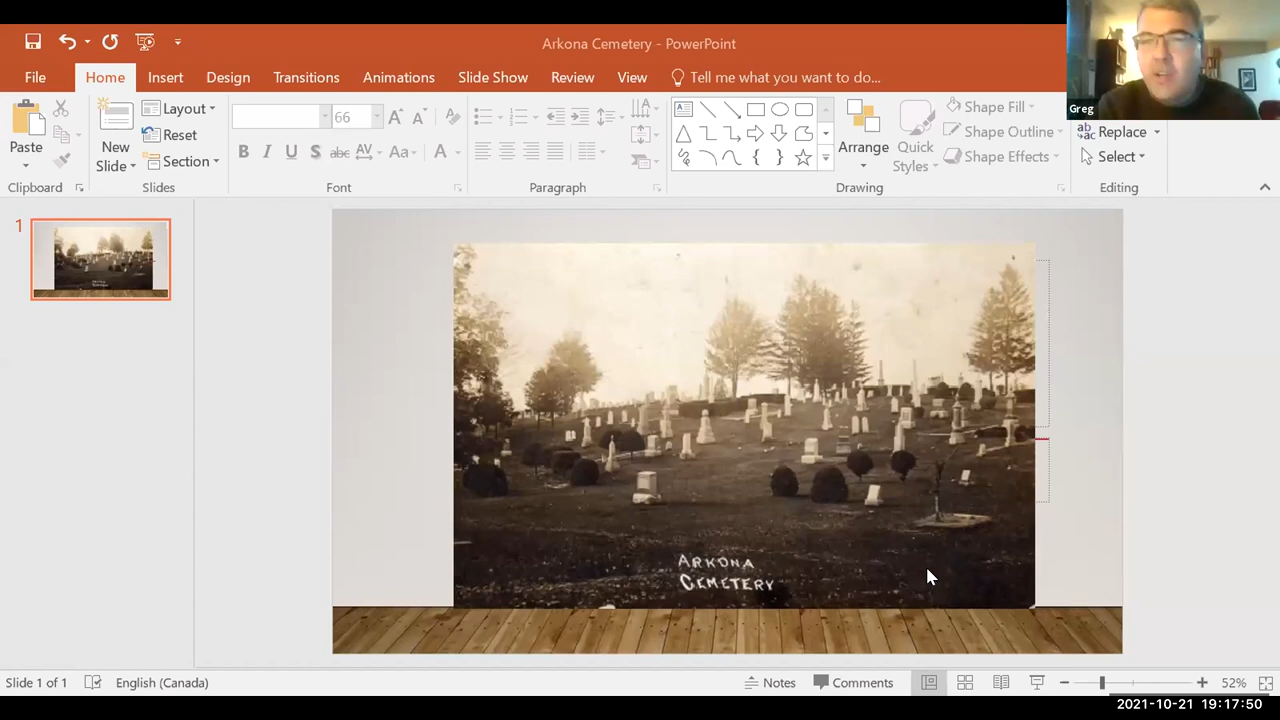 Arkona Cemetery - PowerPoint
Greg
File Home Insert Design Transitions Animations Slide Show Review View Tell me what you want to do...
Paste
New
Slide
Layout
Reset
Section
66
B I U S abc AV Aa A
Arrange
Quick
Styles
Shape Fill
Shape Outline
Shape Effects
Replace
Select
Clipboard Slides Font Paragraph Drawing Editing
1
ARKONA
CEMETERY
Slide 1 of 1 English (Canada) Notes Comments 52%
2021-10-21 19:17:50